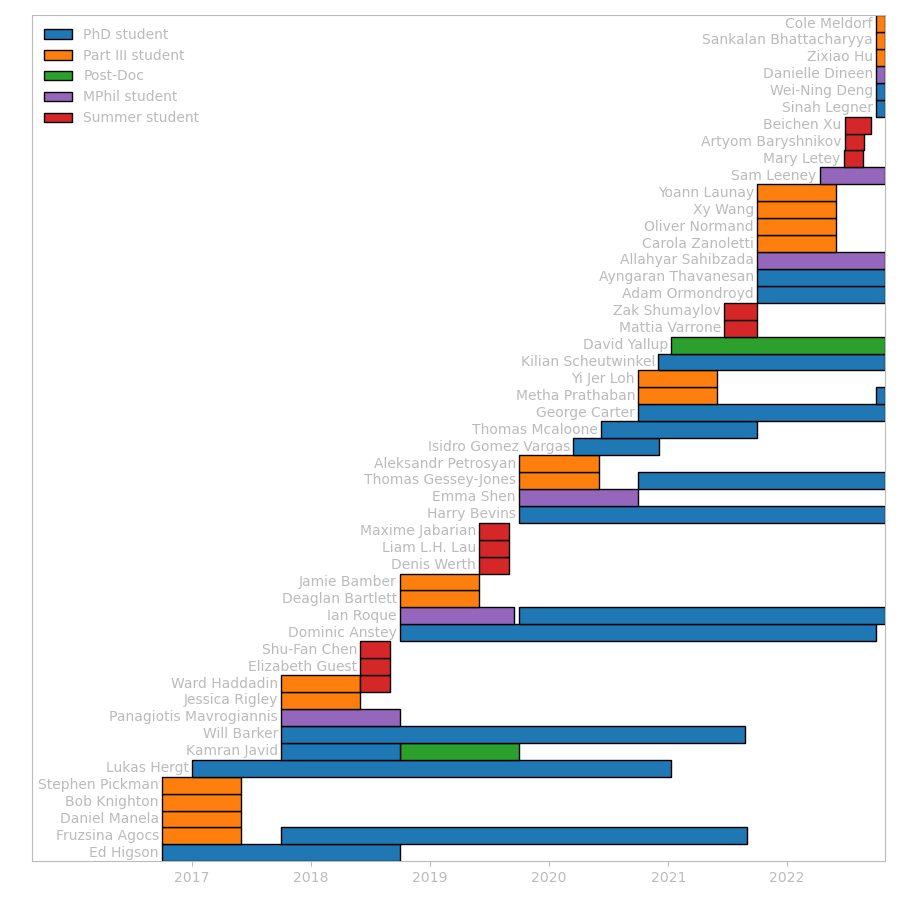 PhD student
Part III student
Post-Doc
MPhil student
Summer student
Cole Meldorf
Sankalan Bhattacharyya
Zixiao Hu
Danielle Dineen
Wei-Ning Deng
Sinah Legner
Beichen Xu
Artyom Baryshnikov
Mary Letey
Sam Leeney
Yoann Launay
Xy Wang
Oliver Normand
Carola Zanoletti
Allahyar Sahibzada
Ayngaran Thavanesan
Adam Ormondroyd
Zak Shumaylov
Mattia Varrone
David Yallup
Kilian Scheutwinkel
Yi Jer Loh
Metha Prathaban
George Carter
Thomas Mcaloone
Isidro Gomez Vargas
Aleksandr Petrosyan
Thomas Gessey-Jones
Emma Shen
Harry Bevins
Maxime Jabarian
Liam L.H. Lau
Denis Werth
Jamie Bamber
Deaglan Bartlett
Ian Roque
Dominic Anstey
Shu-Fan Chen
Elizabeth Guest
Ward Haddadin
Jessica Rigley
Panagiotis Mavrogiannis
Will Barker
Kamran Javid
Lukas Hergt
Stephen Pickman
Bob Knighton
Daniel Manela
Fruzsina Agocs
Ed Higson
2017 2018 2019 2020 2021 2022